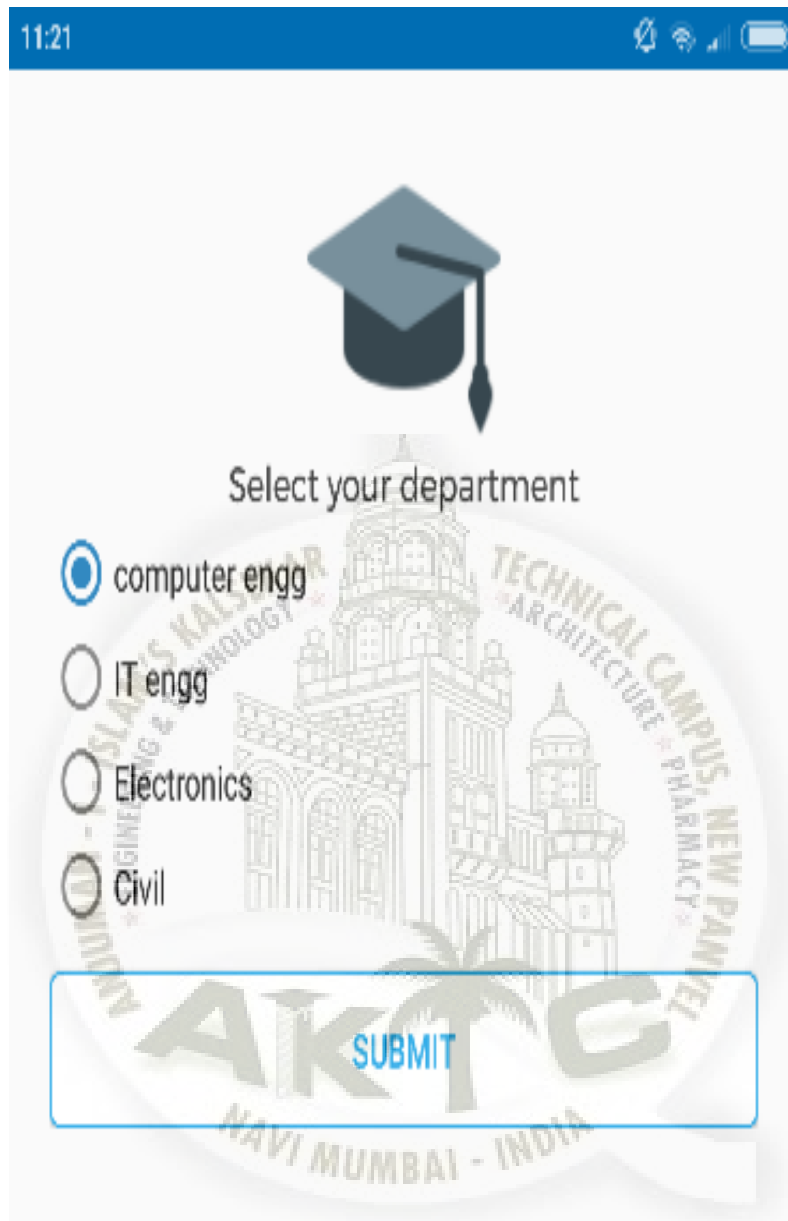 11:21
Select your department
computer engg
IT engg
Electronics
Civil
SUBMIT
TECHNICAL CAMPUS, NEW PANVEL
ARCHITECTURE * PHARMACY *
AKTC
NAVI MUMBAI - INDIA